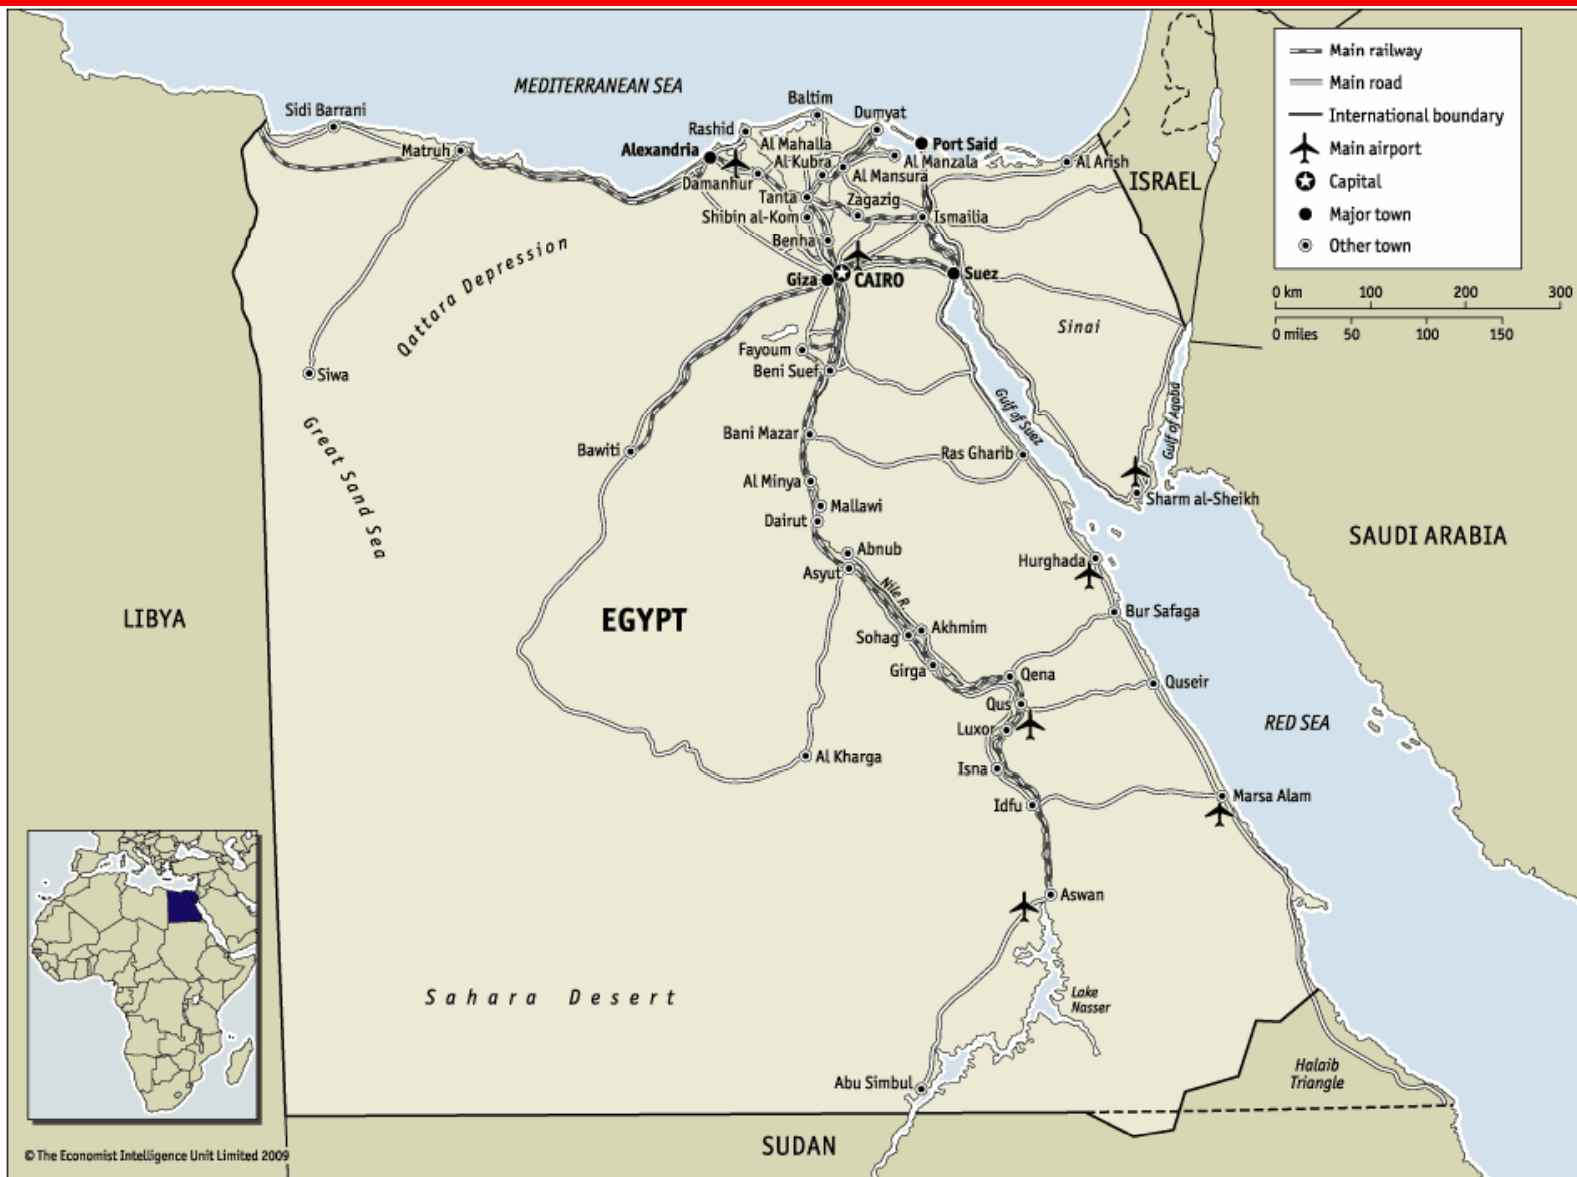 MEDITERRANEAN SEA
Main railway
Main road
International boundary
Main airport
Capital
Major town
Other town
0 km 100 200 300
0 miles 50 100 150
Sidi Barrani
Matruh
Baltim
Dumyat
Rashid
Alexandria
Al Mahalla
Al Kubra
Port Said
Al Manzala
Al Arish
Damanhur
Al Mansura
ISRAEL
Tanta
Zagazig
Shibin al-Kom
Ismailia
Benha
Giza
CAIRO
Suez
Qattara Depression
Sinai
Fayoum
Beni Suef
Siwa
Gulf of Suez
Gulf of Aqaba
Great Sand Sea
Bawiti
Bani Mazar
Ras Gharib
Al Minya
Mallawi
Dairut
Sharm al-Sheikh
SAUDI ARABIA
Abnub
Asyut
Hurghada
Nile R.
LIBYA
EGYPT
Sohag
Akhmim
Bur Safaga
Girga
Qena
Quseir
Qus
Luxor
RED SEA
Al Kharga
Isna
Idfu
Marsa Alam
Aswan
Sahara Desert
Lake
Nasser
Abu Simbul
Halaib
Triangle
SUDAN
© The Economist Intelligence Unit Limited 2009